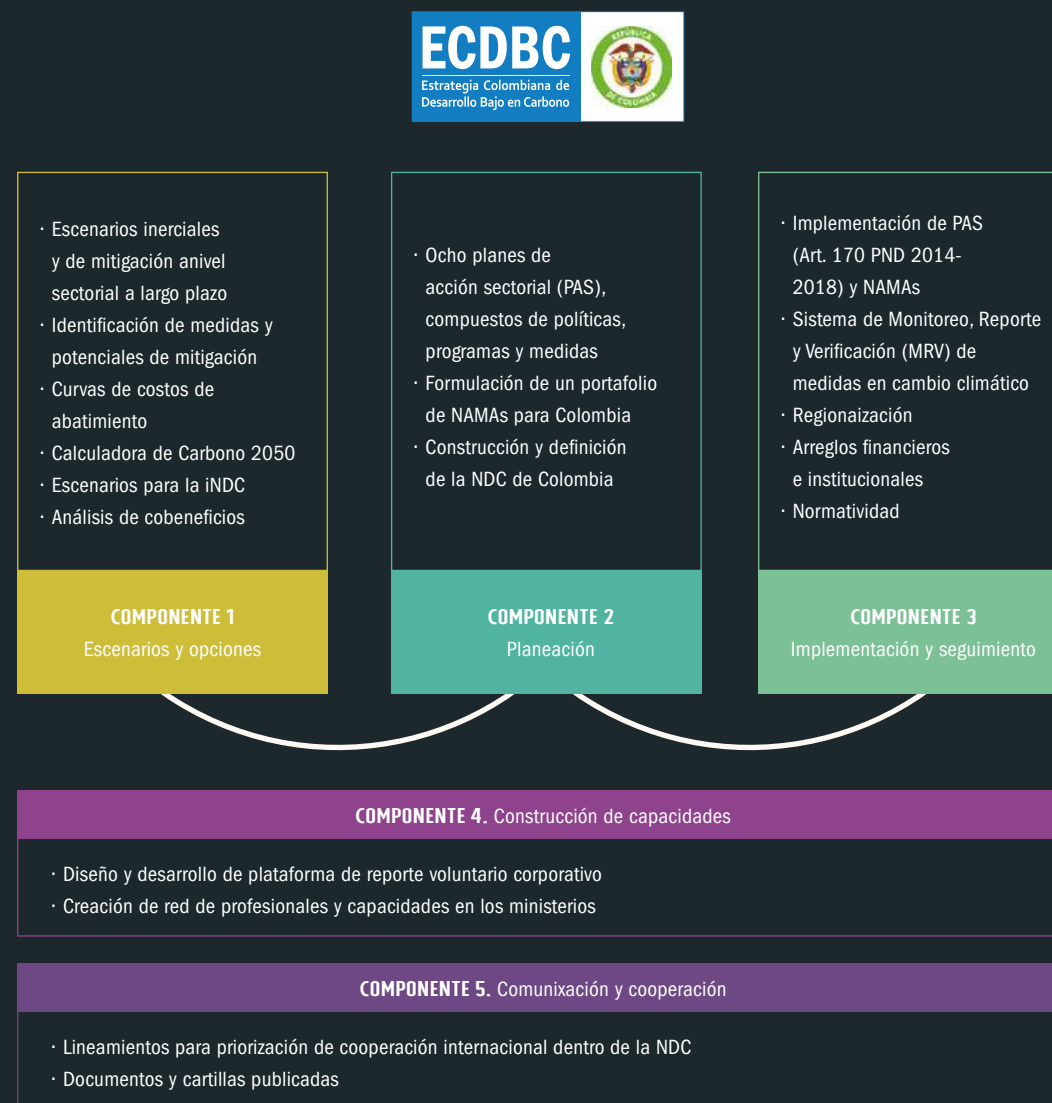 ECDBC
Estrategia Colombiana de
Desarrollo Bajo en Carbono
REPÚBLICA
DE COLOMBIA
· Escenarios inerciales
y de mitigación anivel
sectorial a largo plazo
· Identificación de medidas y
potenciales de mitigación
· Curvas de costos de
abatimiento
· Calculadora de Carbono 2050
· Escenarios para la iNDC
· Análisis de cobeneficios
COMPONENTE 1
Escenarios y opciones
· Ocho planes de
acción sectorial (PAS),
compuestos de políticas,
programas y medidas
· Formulación de un portafolio
de NAMAs para Colombia
· Construcción y definición
de la NDC de Colombia
COMPONENTE 2
Planeación
· Implementación de PAS
(Art. 170 PND 2014-
2018) y NAMAs
· Sistema de Monitoreo, Reporte
y Verificación (MRV) de
medidas en cambio climático
· Regionaización
· Arreglos financieros
e institucionales
· Normatividad
COMPONENTE 3
Implementación y seguimiento
COMPONENTE 4. Construcción de capacidades
· Diseño y desarrollo de plataforma de reporte voluntario corporativo
· Creación de red de profesionales y capacidades en los ministerios
COMPONENTE 5. Comunixación y cooperación
· Lineamientos para priorización de cooperación internacional dentro de la NDC
· Documentos y cartillas publicadas